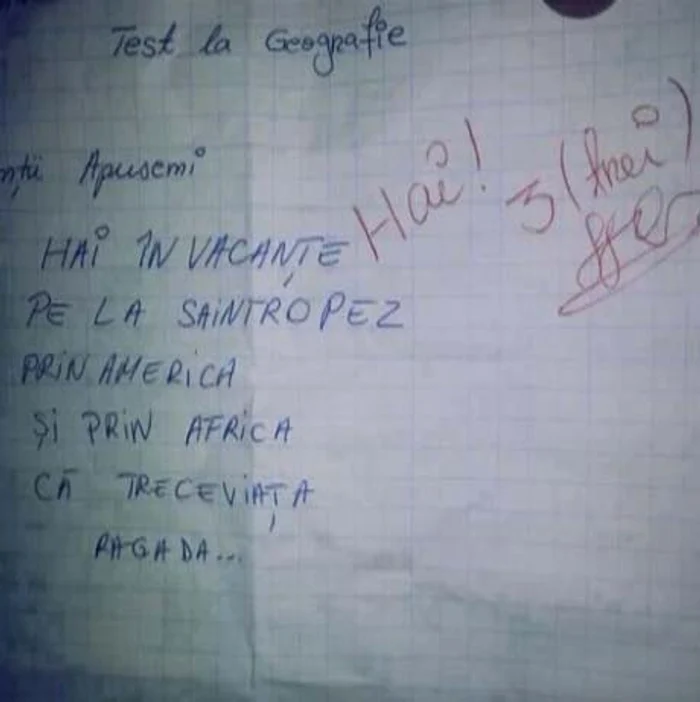 Test la Geografie
nții Apuseni
Hai!
3 (trei)
HAI ÎN VACANȚE
PE LA SAINTROPEZ
PRIN AMERICA
ȘI PRIN AFRICA
CĂ TRECEVIAȚA
RAGADA...